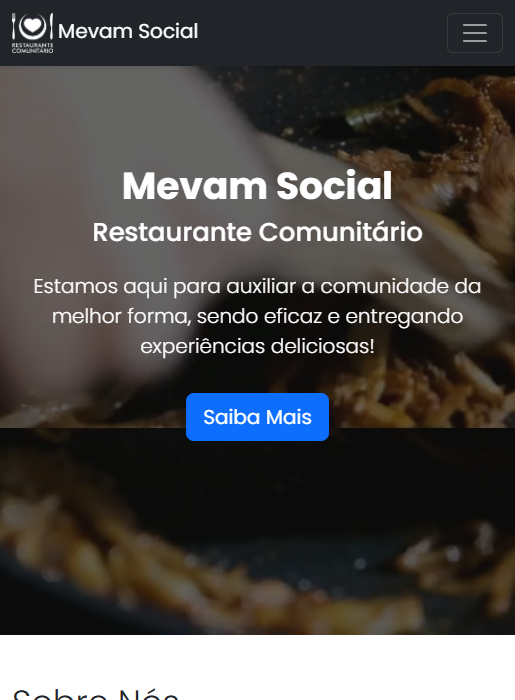 RESTAURANTE
COMUNITÁRIO
Mevam Social
Mevam Social
Restaurante Comunitário
Estamos aqui para auxiliar a comunidade da
melhor forma, sendo eficaz e entregando
experiências deliciosas!
Saiba Mais
Sobre Nós